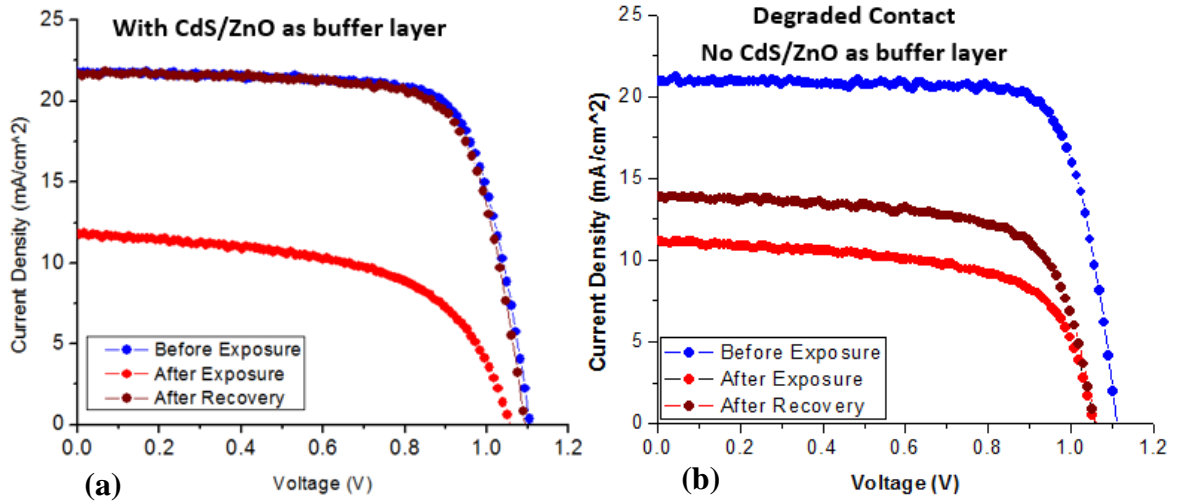 With CdS/ZnO as buffer layer
25
20
15
10
5
0
Current Density (mA/cm^2)
Before Exposure
After Exposure
After Recovery
0.0 0.2 0.4 0.6 0.8 1.0 1.2
Voltage (V)
(a)
Degraded Contact
No CdS/ZnO as buffer layer
25
20
15
10
5
0
Current Density (mA/cm^2)
Before Exposure
After Exposure
After Recovery
0.0 0.2 0.4 0.6 0.8 1.0 1.2
Voltage (V)
(b)